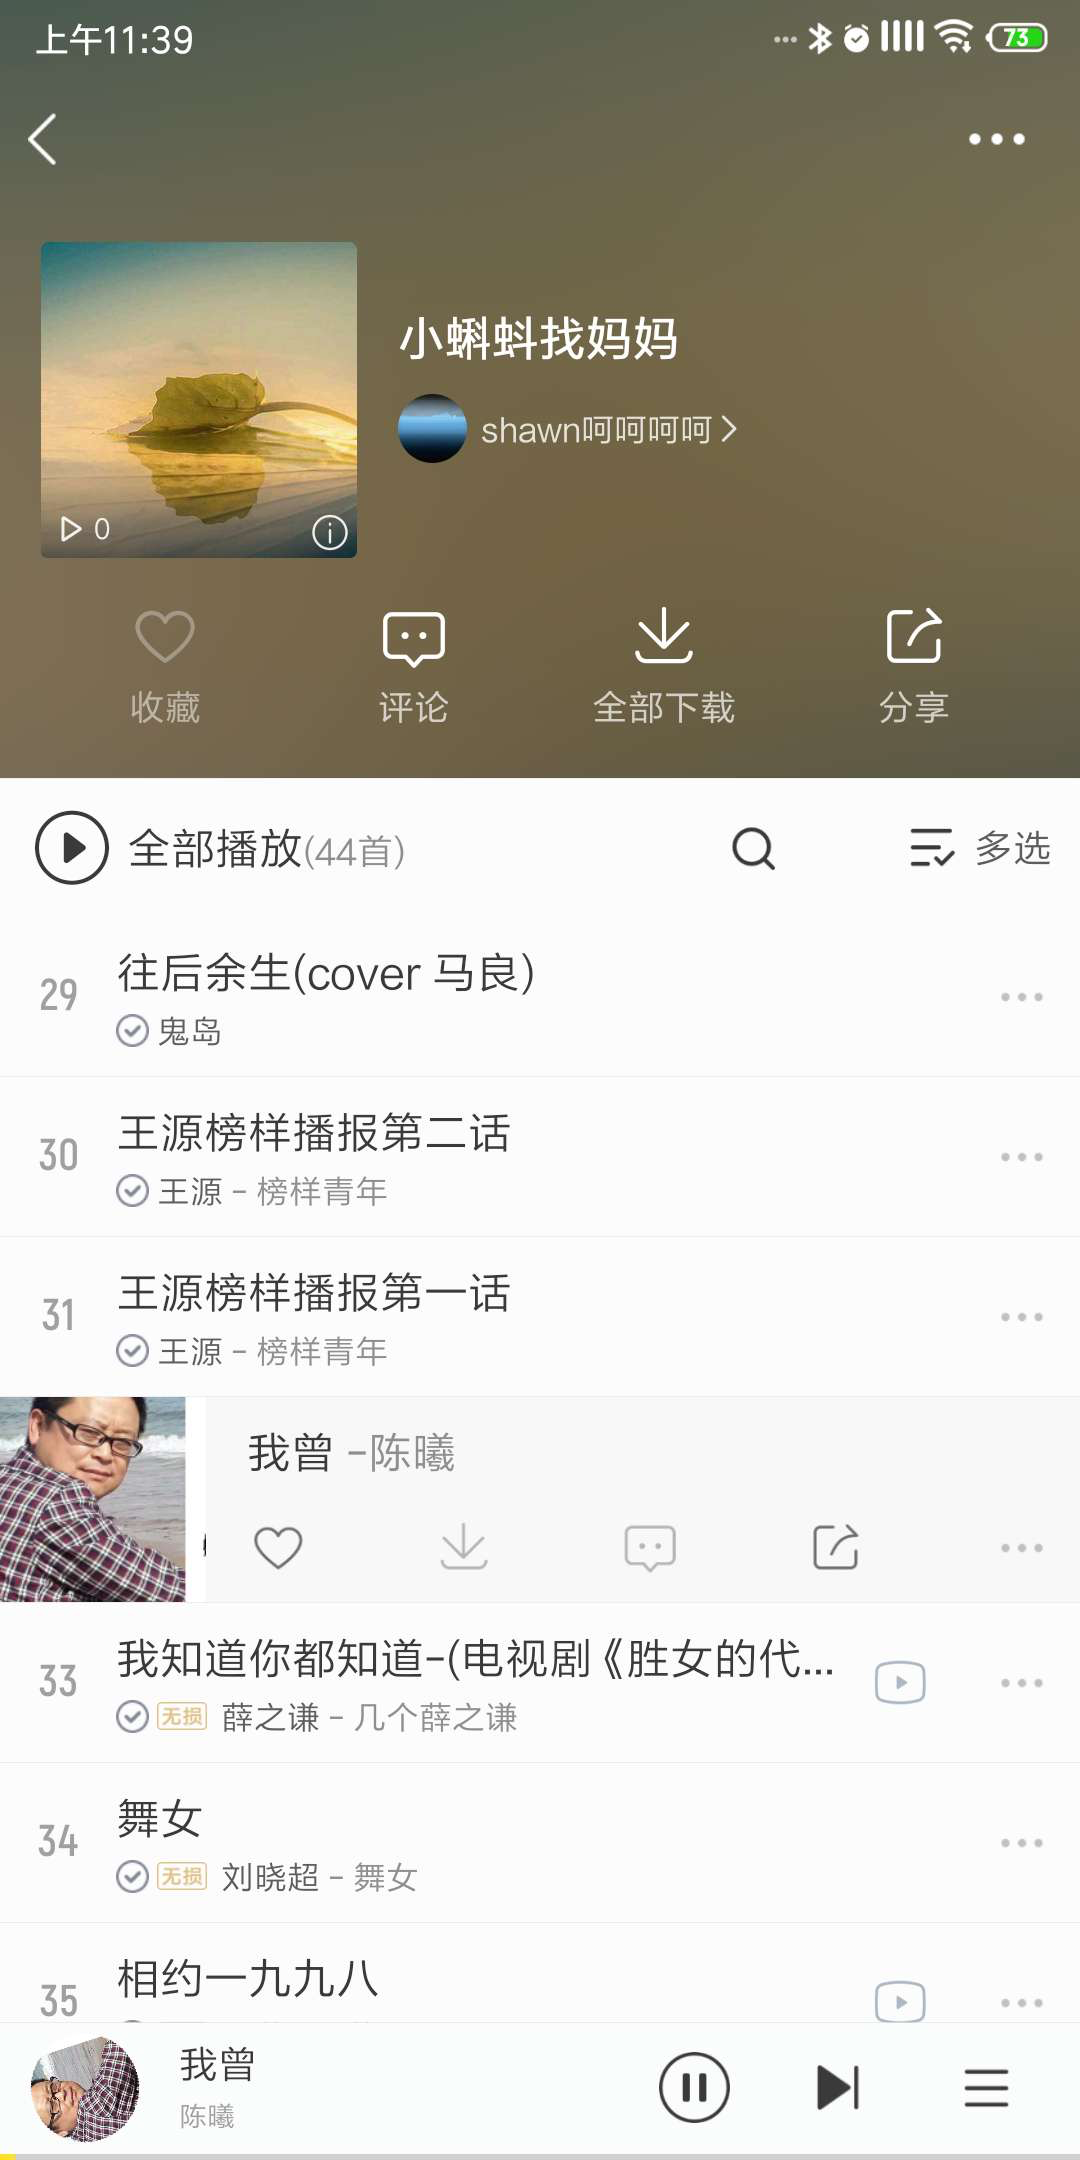 上午11:39
73
小蝌蚪找妈妈
shawn呵呵呵呵
0
收藏
评论
全部下载
分享
全部播放(44首)
多选
29
往后余生(cover 马良)
鬼岛
30
王源榜样播报第二话
王源 - 榜样青年
31
王源榜样播报第一话
王源 - 榜样青年
我曾 -陈曦
33
我知道你都知道-(电视剧《胜女的代...
无损 薛之谦 - 几个薛之谦
34
舞女
无损 刘晓超 - 舞女
35
相约一九九八
我曾
陈曦